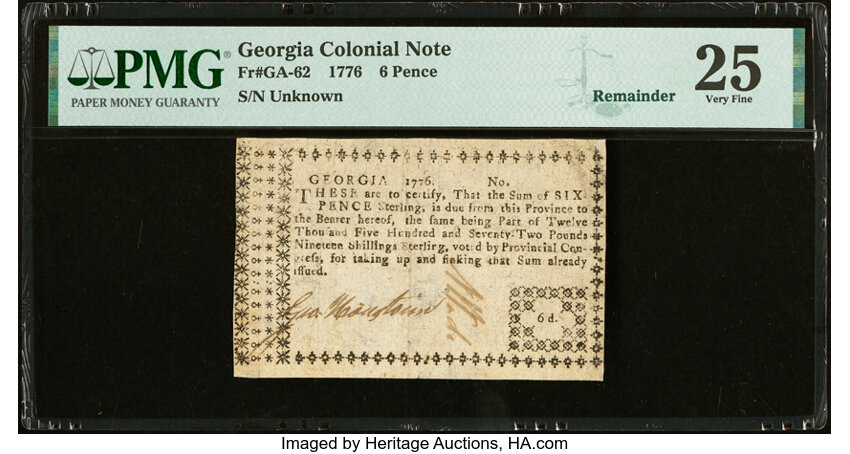 PMG®
PAPER MONEY GUARANTY
Georgia Colonial Note
Fr#GA-62 1776 6 Pence
S/N Unknown
Remainder
25
Very Fine
GEORGIA 1776. No.
THESE are to certify, That the Sum of SIX-
PENCE Sterling, is due from this Province to
the Bearer hereof, the same being Part of Twelve
Thousand Five Hundred and Seventy-Two Pounds
Nineteen Shillings Sterling, voted by Provincial Con-
gress, for taking up and sinking that Sum already
issued.
Geo. Houstoun
6 d.
Imaged by Heritage Auctions, HA.com